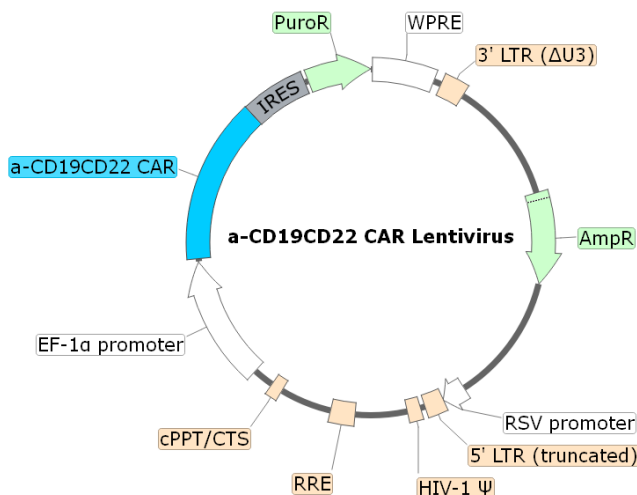 PuroR
WPRE
3' LTR (ΔU3)
IRES
a-CD19CD22 CAR
a-CD19CD22 CAR Lentivirus
AmpR
EF-1α promoter
cPPT/CTS
RSV promoter
5' LTR (truncated)
RRE
HIV-1 Ψ